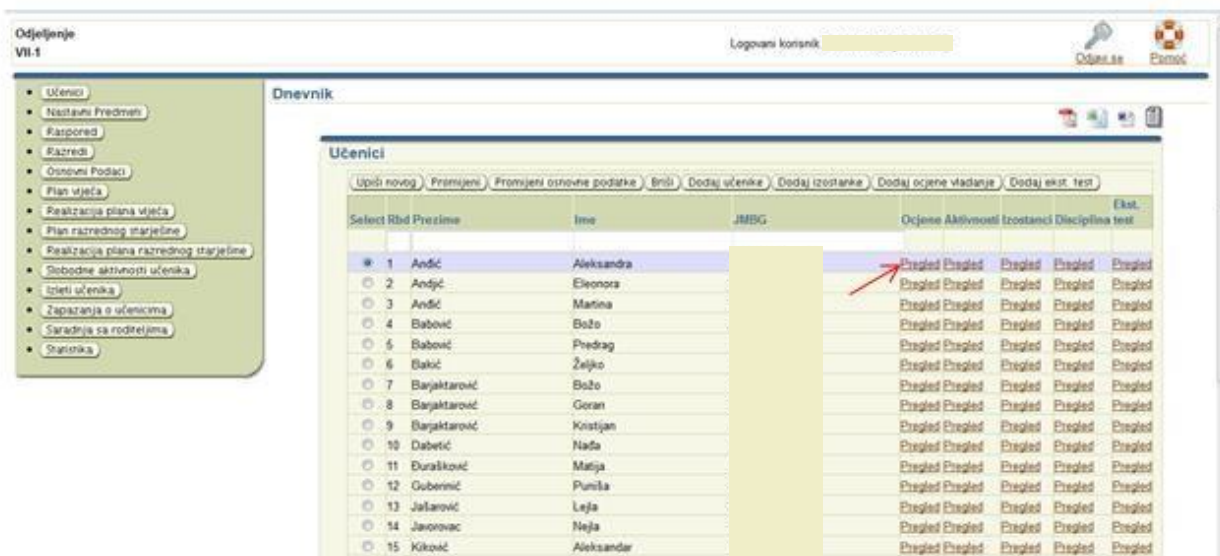 Odjeljenje
VII-1
Logovani korisnik
Odjavi se
Pomoć
Učenici
Nastavni Predmeti
Raspored
Razredi
Osnovni Podaci
Plan vijeća
Realizacija plana vijeća
Plan razrednog starješine
Realizacija plana razrednog starješine
Slobodne aktivnosti učenika
Izleti učenika
Zapazanja o učenicima
Saradnja sa roditeljima
Statistika
Dnevnik
Učenici
Upiši novog Promijeni Promijeni osnovne podatke Briši Dodaj učenike Dodaj izostanke Dodaj ocjene vladanje Dodaj ekst. test
Select Rbd Prezime Ime JMBG Ocjene Aktivnosti Izostanci Disciplina Ekst. test
1 Anđić Aleksandra Pregled Pregled Pregled Pregled Pregled
2 Andjić Eleonora Pregled Pregled Pregled Pregled Pregled
3 Anđić Martina Pregled Pregled Pregled Pregled Pregled
4 Babović Božo Pregled Pregled Pregled Pregled Pregled
5 Babović Predrag Pregled Pregled Pregled Pregled Pregled
6 Bakić Željko Pregled Pregled Pregled Pregled Pregled
7 Barjaktarović Božo Pregled Pregled Pregled Pregled Pregled
8 Barjaktarović Goran Pregled Pregled Pregled Pregled Pregled
9 Barjaktarović Kristijan Pregled Pregled Pregled Pregled Pregled
10 Dabetić Nađa Pregled Pregled Pregled Pregled Pregled
11 Đurašković Matija Pregled Pregled Pregled Pregled Pregled
12 Guberinić Puniša Pregled Pregled Pregled Pregled Pregled
13 Jašarović Lejla Pregled Pregled Pregled Pregled Pregled
14 Javorovac Nejla Pregled Pregled Pregled Pregled Pregled
15 Kiković Aleksandar Pregled Pregled Pregled Pregled Pregled